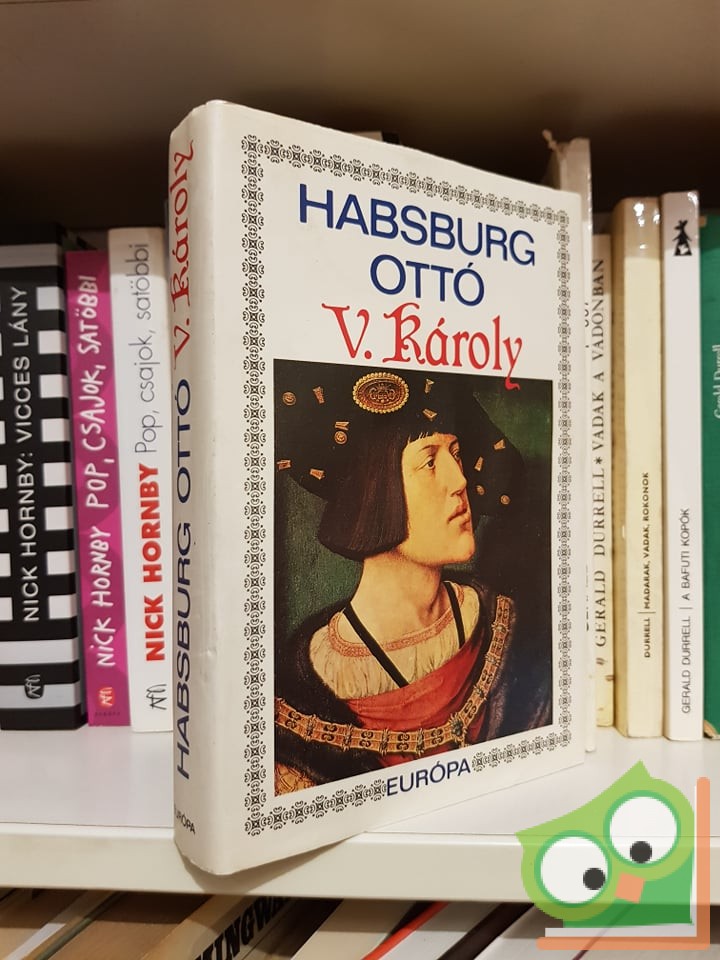 NICK HORNBY: VICCES LÁNY
NICK HORNBY POP, CSAJOK, SATÖBBI
NICK HORNBY Pop, csajok, satöbbi
HABSBURG OTTÓ V. Károly
EURÓPA
HABSBURG
OTTÓ
V. Károly
EURÓPA
GERALD DURRELL * VADAK A VADONBAN
DURRELL | MADARAK, VADAK, ROKONOK
GERALD DURRELL | A BAFUTI KOPÓK